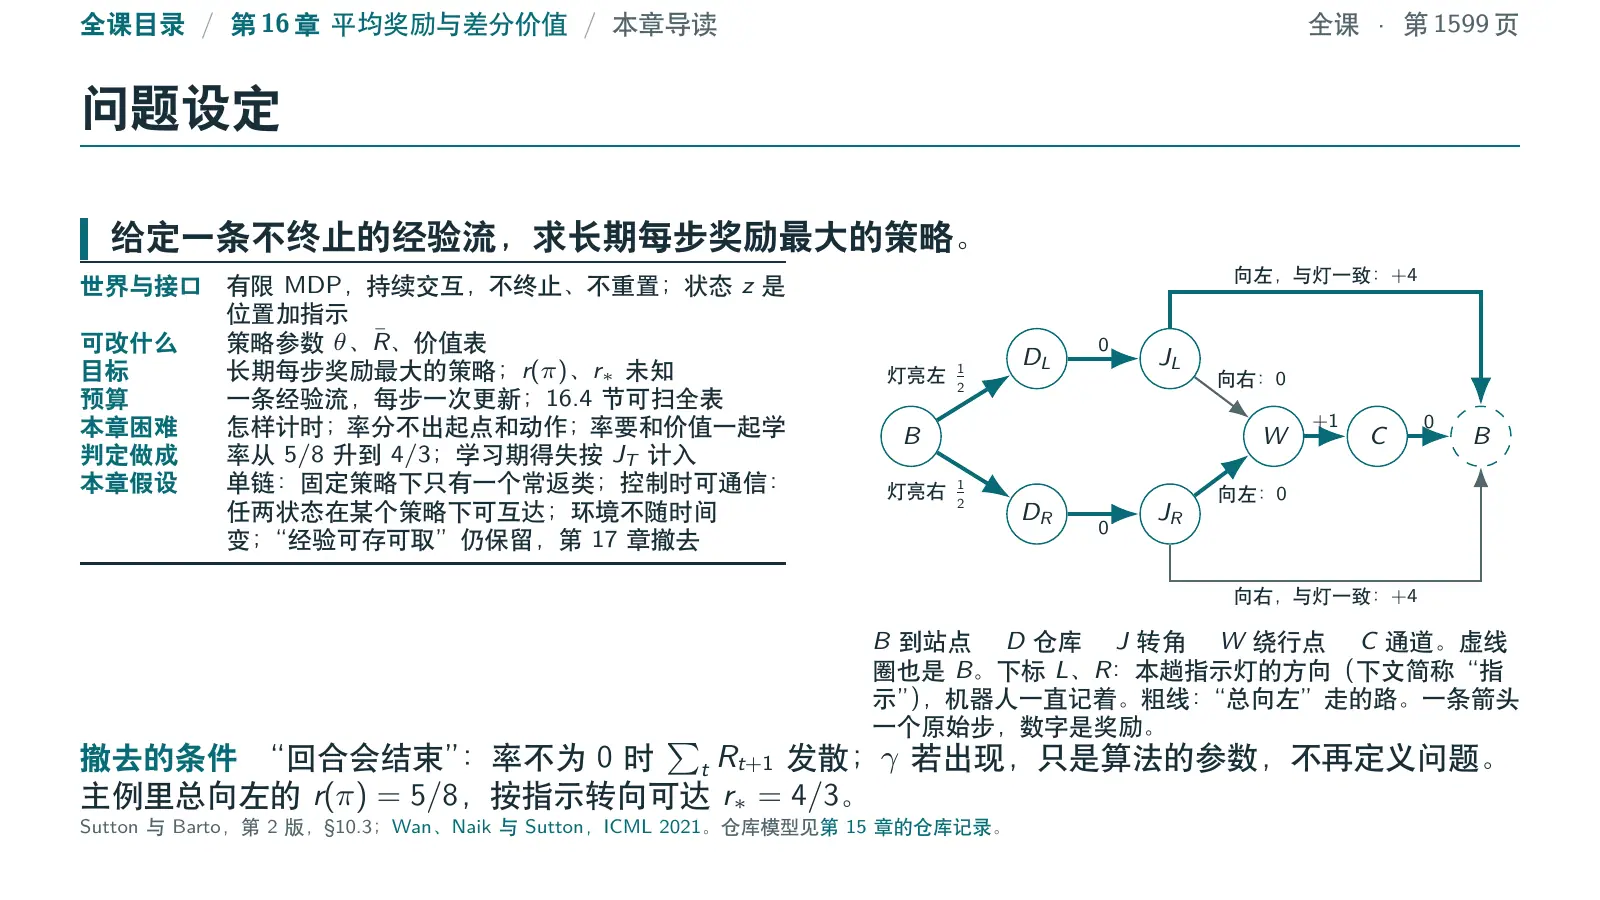 全课目录 / 第 16 章 平均奖励与差分价值 / 本章导读
全课 · 第 1599 页
问题设定
给定一条不终止的经验流，求长期每步奖励最大的策略。
世界与接口 有限 MDP，持续交互，不终止、不重置；状态 z 是
位置加指示
可改什么 策略参数 θ、R̄、价值表
目标 长期每步奖励最大的策略；r(π)、r∗ 未知
预算 一条经验流，每步一次更新；16.4 节可扫全表
本章困难 怎样计时；率分不出起点和动作；率要和价值一起学
判定做成 率从 5/8 升到 4/3；学习期得失按 J_T 计入
本章假设 单链：固定策略下只有一个常返类；控制时可通信：
任两状态在某个策略下可互达；环境不随时间
变；“经验可存可取” 仍保留，第 17 章撤去
向左，与灯一致：+4
D_L
0
J_L
灯亮左 1/2
向右：0
B
W
+1
C
0
B
灯亮右 1/2
向左：0
D_R
0
J_R
向右，与灯一致：+4
B 到站点 D 仓库 J 转角 W 绕行点 C 通道。虚线
圈也是 B。下标 L、R：本趟指示灯的方向（下文简称 “指
示”），机器人一直记着。粗线：“总向左” 走的路。一条箭头
一个原始步，数字是奖励。
撤去的条件 “回合会结束”：率不为 0 时 ∑_t R_{t+1} 发散；γ 若出现，只是算法的参数，不再定义问题。
主例里总向左的 r(π) = 5/8，按指示转向可达 r∗ = 4/3。
Sutton 与 Barto，第 2 版，§10.3；Wan、Naik 与 Sutton，ICML 2021。仓库模型见第 15 章的仓库记录。